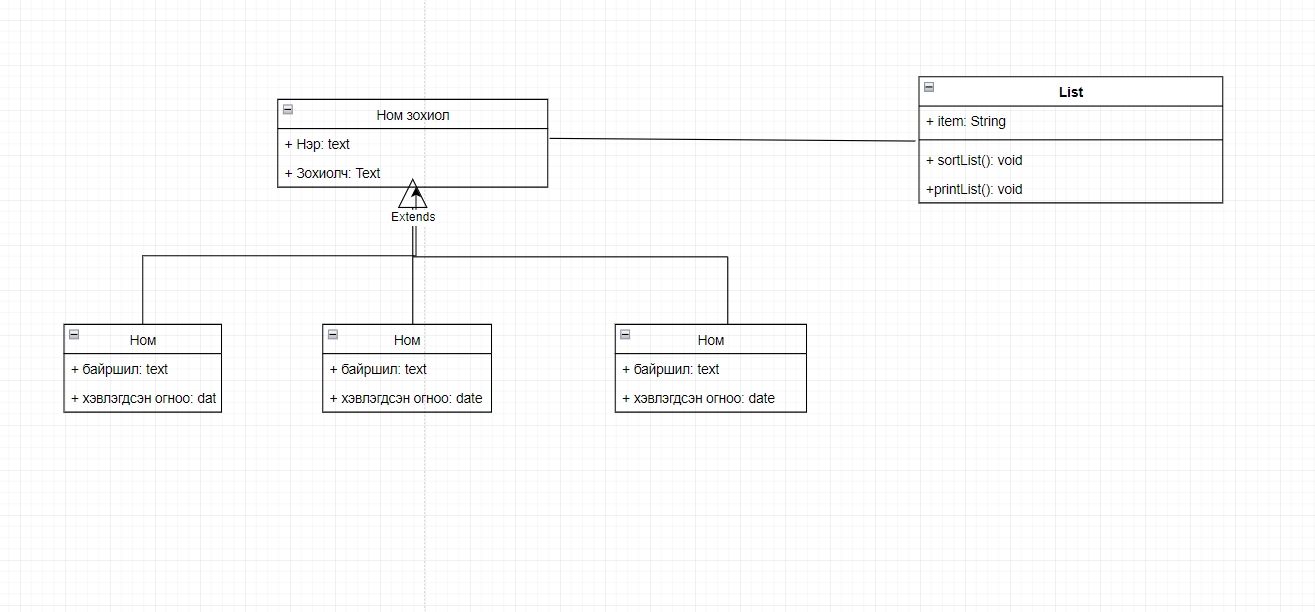 Ном зохиол
+ Нэр: text
+ Зохиолч: Text
List
+ item: String
+ sortList(): void
+printList(): void
Extends
Ном
+ байршил: text
+ хэвлэгдсэн огноо: dat
Ном
+ байршил: text
+ хэвлэгдсэн огноо: date
Ном
+ байршил: text
+ хэвлэгдсэн огноо: date